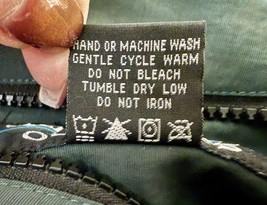 HAND OR MACHINE WASH
GENTLE CYCLE WARM
DO NOT BLEACH
TUMBLE DRY LOW
DO NOT IRON